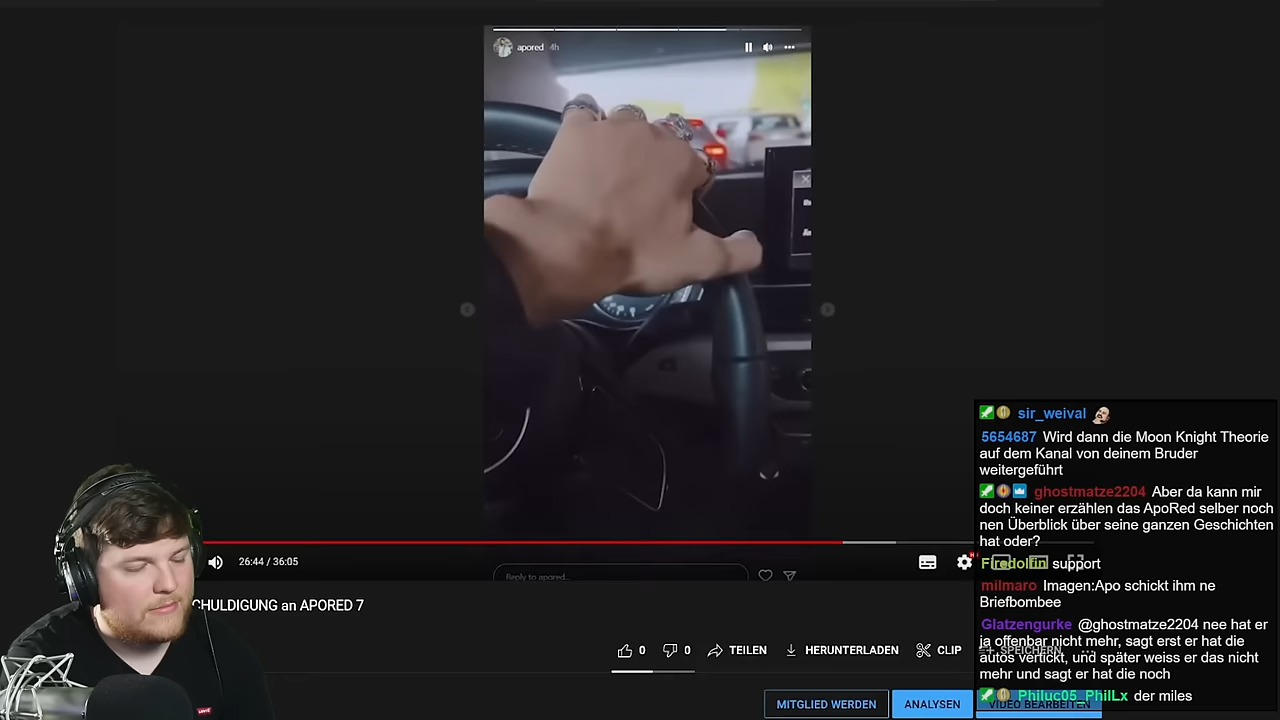 apored 4h
Reply to apored...
26:44 / 36:05
CHULDIGUNG an APORED 7
0
0
TEILEN
HERUNTERLADEN
CLIP
SPEICHERN
MITGLIED WERDEN
ANALYSEN
VIDEO BEARBEITEN
sir_weival
5654687 Wird dann die Moon Knight Theorie
auf dem Kanal von deinem Bruder
weitergeführt
ghostmatze2204 Aber da kann mir
doch keiner erzählen das ApoRed selber noch
nen Überblick über seine ganzen Geschichten
hat oder?
Firedolfin support
milmaro Imagen:Apo schickt ihm ne
Briefbombee
Glatzengurke @ghostmatze2204 nee hat er
ja offenbar nicht mehr, sagt erst er hat die
autos vertickt, und später weiss er das nicht
mehr und sagt er hat die noch
Philuc05_PhilLx der miles